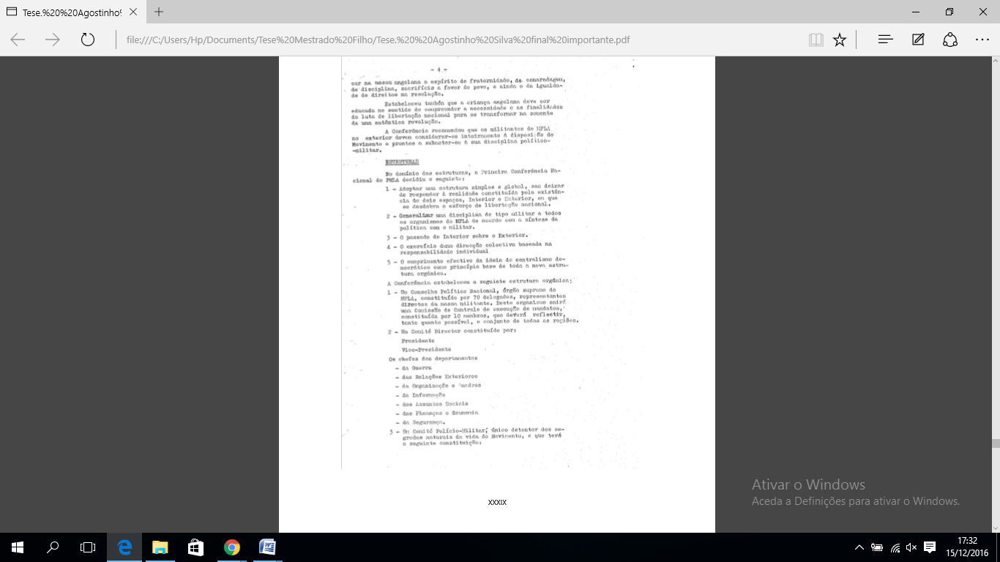 Tese.%20%20Agostinho%
file:///C:/Users/Hp/Documents/Tese%20Mestrado%20Filho/Tese.%20%20Agostinho%20Silva%20final%20importante.pdf
- 4 -
car na massa angolana o espírito de fraternidade, de camaradagem,
de disciplina, sacrifício a favor do povo, e ainda o da igualda-
de de direitos na revolução.
Estabeleceu também que a criança angolana deve ser
educada no sentido de compreender a necessidade e as finalidades
da luta de libertação nacional para se transformar na semente
de uma autêntica revolução.
A Conferência recomendou que os militantes do MPLA
no exterior devem considerar-se inteiramente à disposição do
Movimento e prontos a submeter-se à sua disciplina político-
-militar.
ESTRUTURAS
No domínio das estruturas, a Primeira Conferência Na-
cional do MPLA decidiu o seguinte:
1 - Adoptar uma estrutura simples e global, sem deixar
de responder à realidade constituída pela existên-
cia de dois espaços, Interior e Exterior, em que
se desdobra o esforço de libertação nacional.
2 - Generalizar uma disciplina de tipo militar a todos
os organismos do MPLA de acordo com a síntese da
política com o militar.
3 - O passado do Interior sobre o Exterior.
4 - O exercício duma direcção colectiva baseada na
responsabilidade individual
5 - O cumprimento efectivo da ideia do centralismo de-
mocrático como princípio base de toda a nova estru-
tura orgânica.
A Conferência estabeleceu a seguinte estrutura orgânica:
1 - Um Conselho Político Nacional, órgão supremo do
MPLA, constituído por 70 delegados, representantes
directos da massa militante. Deste organismo sairá
uma Comissão de Controle de execução de mandatos,
constituída por 10 membros, que deverá reflectir,
tanto quanto possível, o conjunto de todas as regiões.
2 - Um Comité Director constituído por:
Presidente
Vice-Presidente
Os chefes dos departamentos
- da Guerra
- das Relações Exteriores
- da Organização e Quadros
- da Informação
- dos Assuntos Sociais
- das Finanças e Economia
- da Segurança.
3 - Um Comité Polício-Militar, único detentor dos se-
gredos naturais da vida do Movimento, e que terá
a seguinte constituição:
XXXIX
Ativar o Windows
Aceda a Definições para ativar o Windows.
17:32
15/12/2016